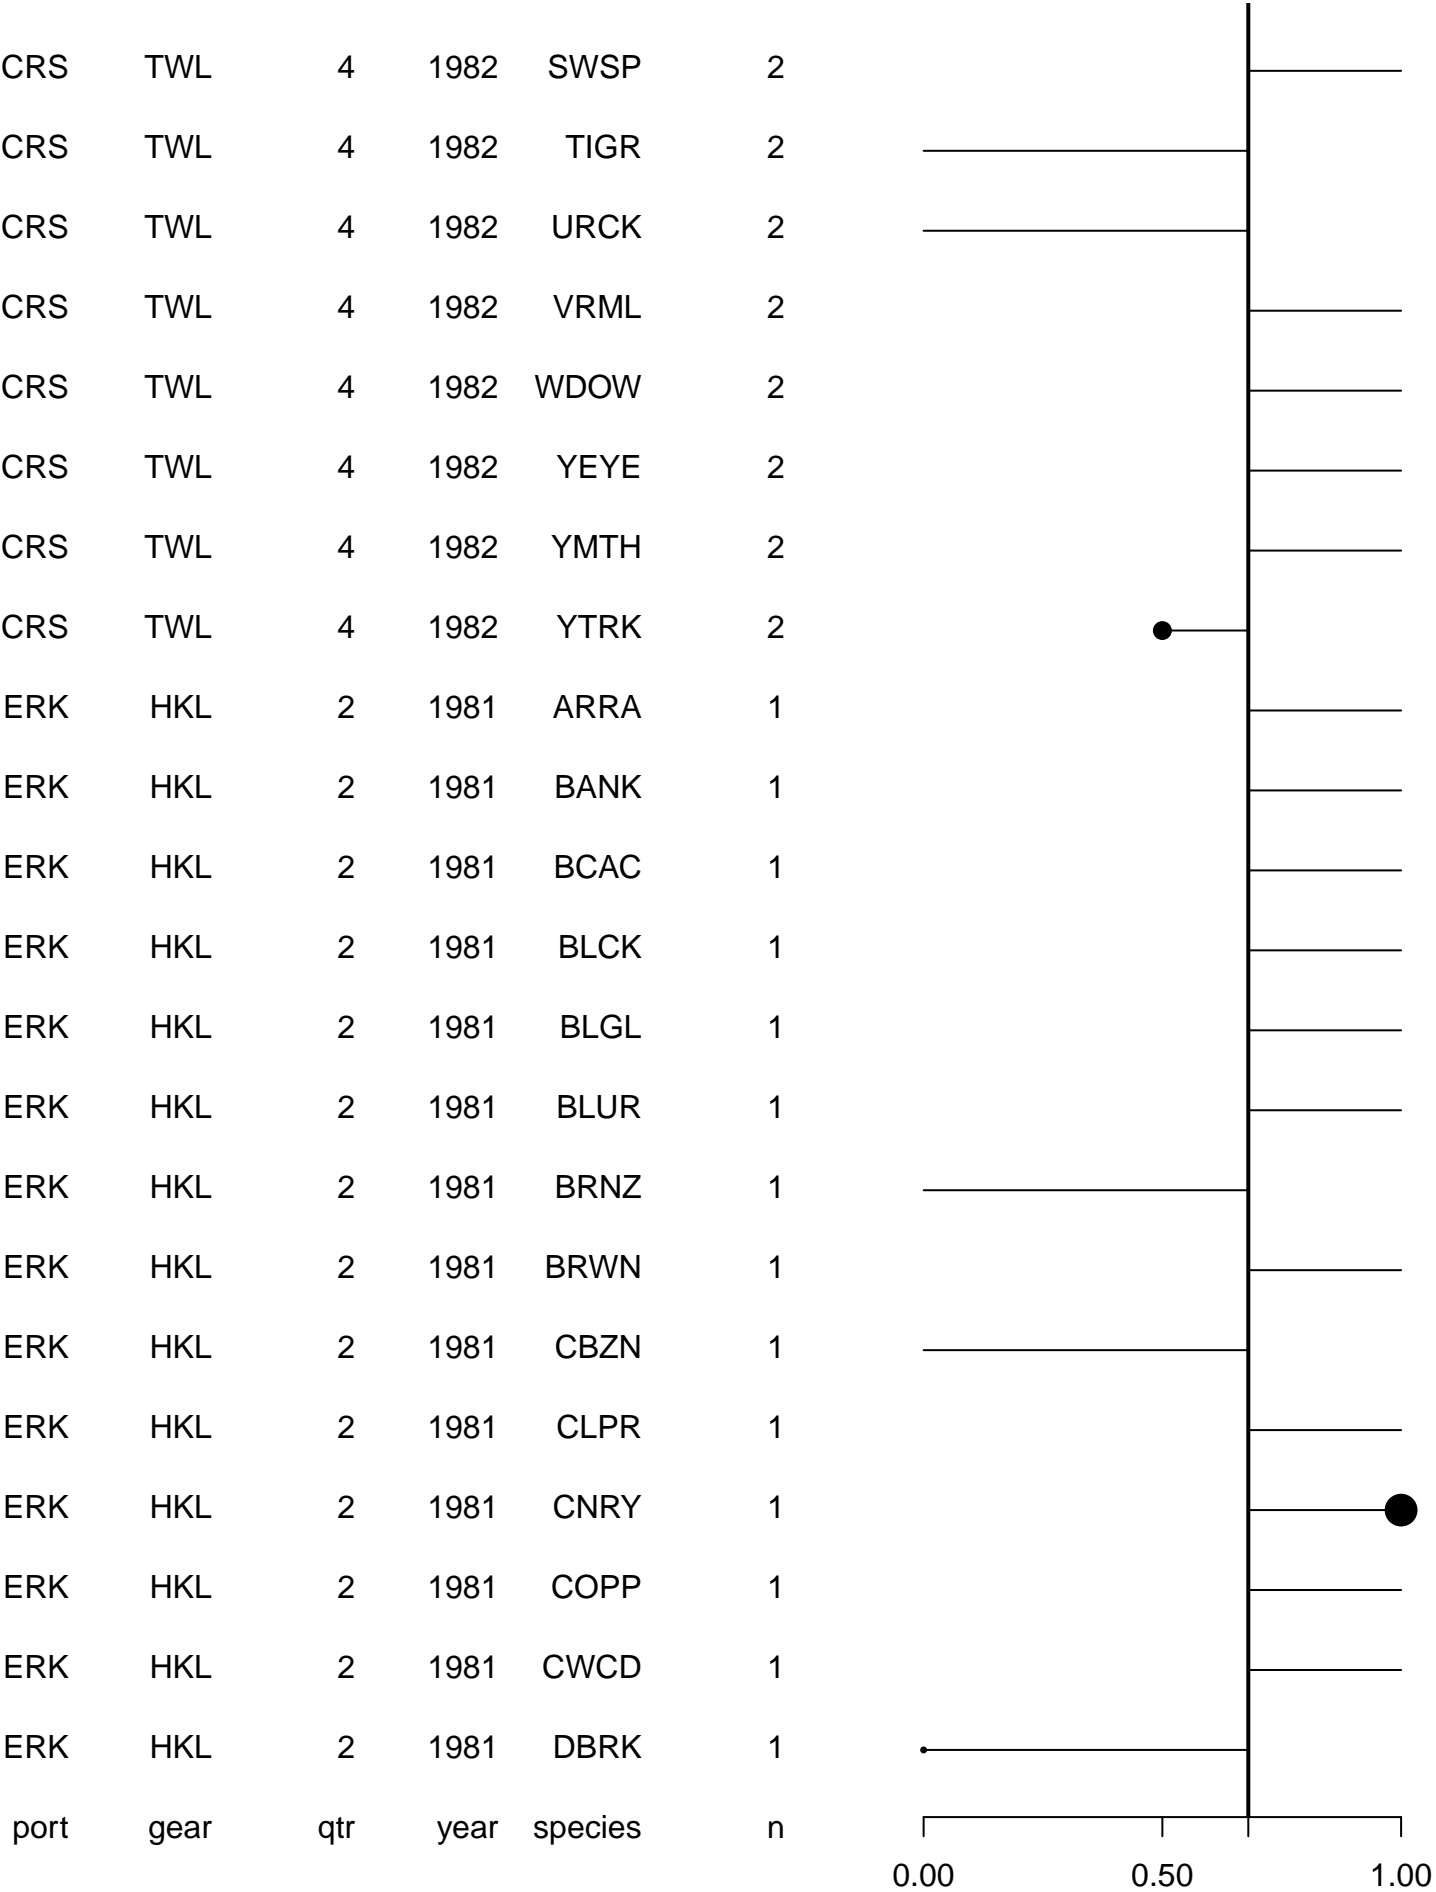 CRS TWL 4 1982 SWSP 2
CRS TWL 4 1982 TIGR 2
CRS TWL 4 1982 URCK 2
CRS TWL 4 1982 VRML 2
CRS TWL 4 1982 WDOW 2
CRS TWL 4 1982 YEYE 2
CRS TWL 4 1982 YMTH 2
CRS TWL 4 1982 YTRK 2
ERK HKL 2 1981 ARRA 1
ERK HKL 2 1981 BANK 1
ERK HKL 2 1981 BCAC 1
ERK HKL 2 1981 BLCK 1
ERK HKL 2 1981 BLGL 1
ERK HKL 2 1981 BLUR 1
ERK HKL 2 1981 BRNZ 1
ERK HKL 2 1981 BRWN 1
ERK HKL 2 1981 CBZN 1
ERK HKL 2 1981 CLPR 1
ERK HKL 2 1981 CNRY 1
ERK HKL 2 1981 COPP 1
ERK HKL 2 1981 CWCD 1
ERK HKL 2 1981 DBRK 1
port gear qtr year species n
0.00 0.50 1.00